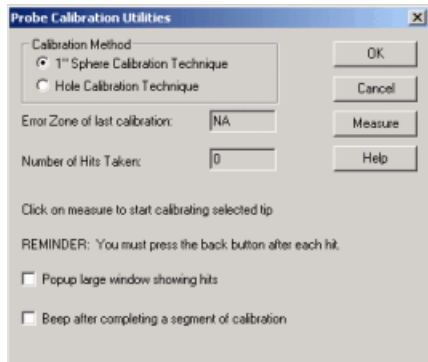 Probe Calibration Utilities
Calibration Method
1" Sphere Calibration Technique
Hole Calibration Technique
Error Zone of last calibration: NA
Number of Hits Taken: 0
OK
Cancel
Measure
Help
Click on measure to start calibrating selected tip
REMINDER: You must press the back button after each hit.
Popup large window showing hits
Beep after completing a segment of calibration